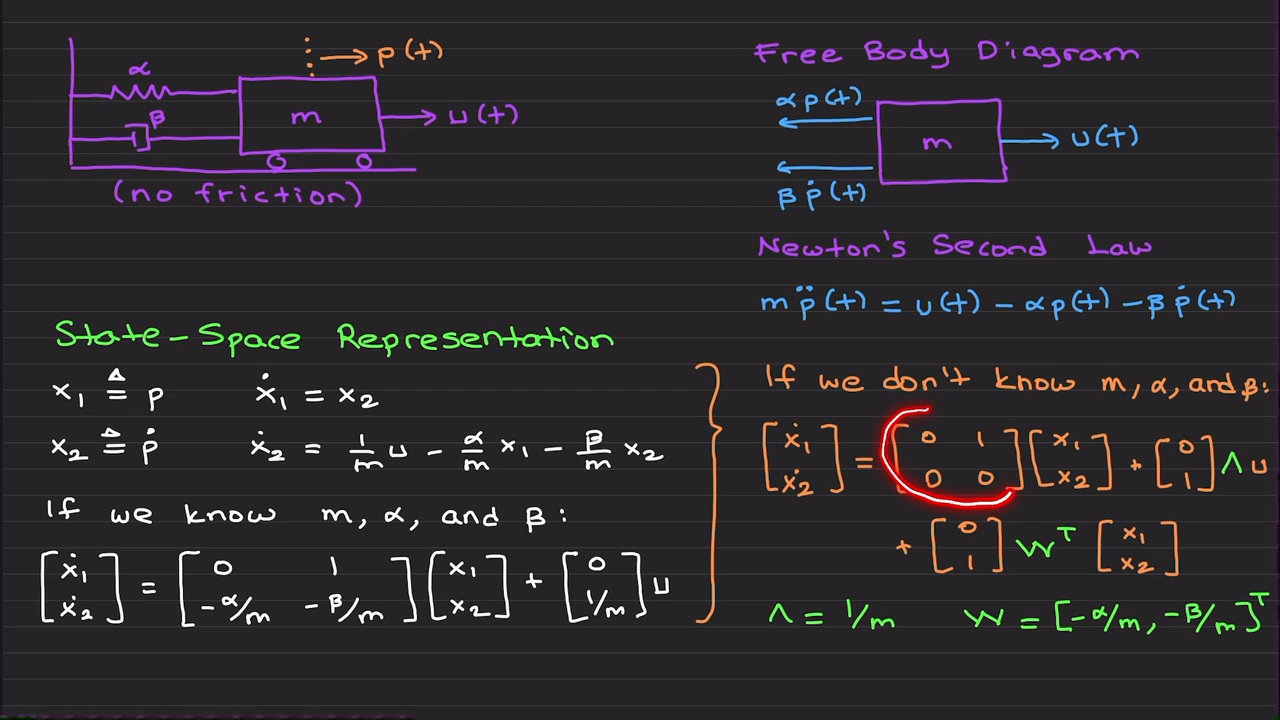 α
p(t)
β
m
u(t)
(no friction)
Free Body Diagram
αp(t)
m
u(t)
βṗ(t)
Newton's Second Law
mp̈(t) = u(t) - αp(t) - βṗ(t)
State-Space Representation
x₁ ≜ p   ẋ₁ = x₂
x₂ ≜ ṗ   ẋ₂ = 1/m u - α/m x₁ - β/m x₂
If we know m, α, and β:
[ẋ₁ ẋ₂] = [0 1 -α/m -β/m] [x₁ x₂] + [0 1/m] u
If we don't know m, α, and β:
[ẋ₁ ẋ₂] = [0 1 0 0] [x₁ x₂] + [0 1] Λ u
+ [0 1] Wᵀ [x₁ x₂]
Λ = 1/m   W = [-α/m, -β/m]ᵀ